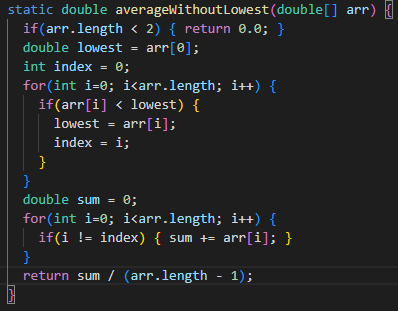 static double averageWithoutLowest(double[] arr) {
  if(arr.length < 2) { return 0.0; }
  double lowest = arr[0];
  int index = 0;
  for(int i=0; i<arr.length; i++) {
    if(arr[i] < lowest) {
      lowest = arr[i];
      index = i;
    }
  }
  double sum = 0;
  for(int i=0; i<arr.length; i++) {
    if(i != index) { sum += arr[i]; }
  }
  return sum / (arr.length - 1);
}